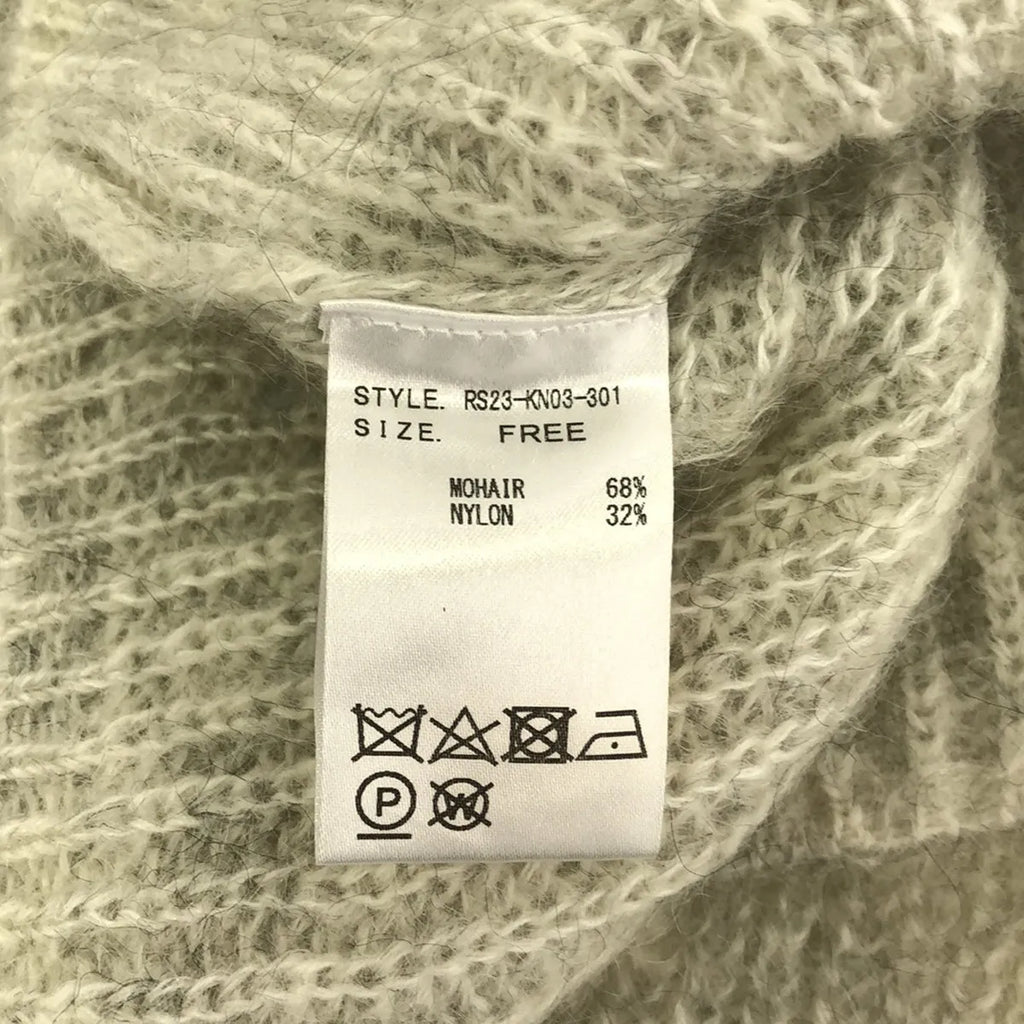 STYLE. RS23-KN03-301
SIZE. FREE
MOHAIR 68%
NYLON 32%
P
W